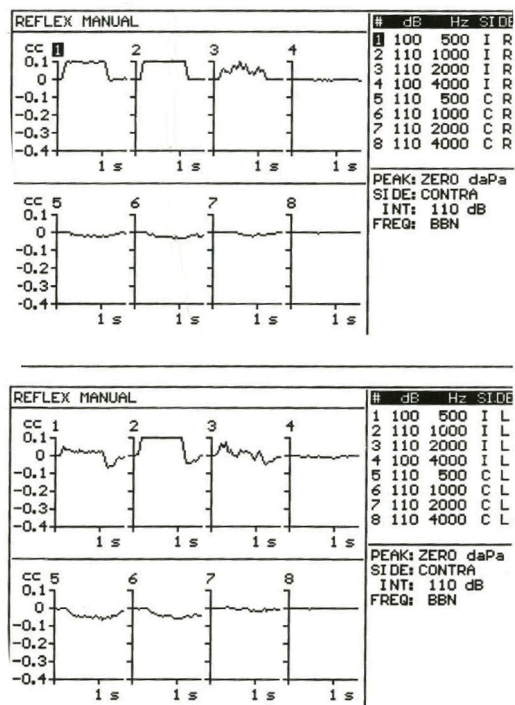 REFLEX MANUAL
cc 1 2 3 4
0.1
0
-0.1
-0.2
-0.3
-0.4
1 s 1 s 1 s 1 s
cc 5 6 7 8
0.1
0
-0.1
-0.2
-0.3
-0.4
1 s 1 s 1 s 1 s
# dB Hz SIDE
1 100 500 I R
2 110 1000 I R
3 110 2000 I R
4 100 4000 I R
5 110 500 C R
6 110 1000 C R
7 110 2000 C R
8 110 4000 C R
PEAK: ZERO daPa
SIDE: CONTRA
INT: 110 dB
FREQ: BBN
REFLEX MANUAL
cc 1 2 3 4
0.1
0
-0.1
-0.2
-0.3
-0.4
1 s 1 s 1 s 1 s
cc 5 6 7 8
0.1
0
-0.1
-0.2
-0.3
-0.4
1 s 1 s 1 s 1 s
# dB Hz SIDE
1 100 500 I L
2 110 1000 I L
3 110 2000 I L
4 100 4000 I L
5 110 500 C L
6 110 1000 C L
7 110 2000 C L
8 110 4000 C L
PEAK: ZERO daPa
SIDE: CONTRA
INT: 110 dB
FREQ: BBN